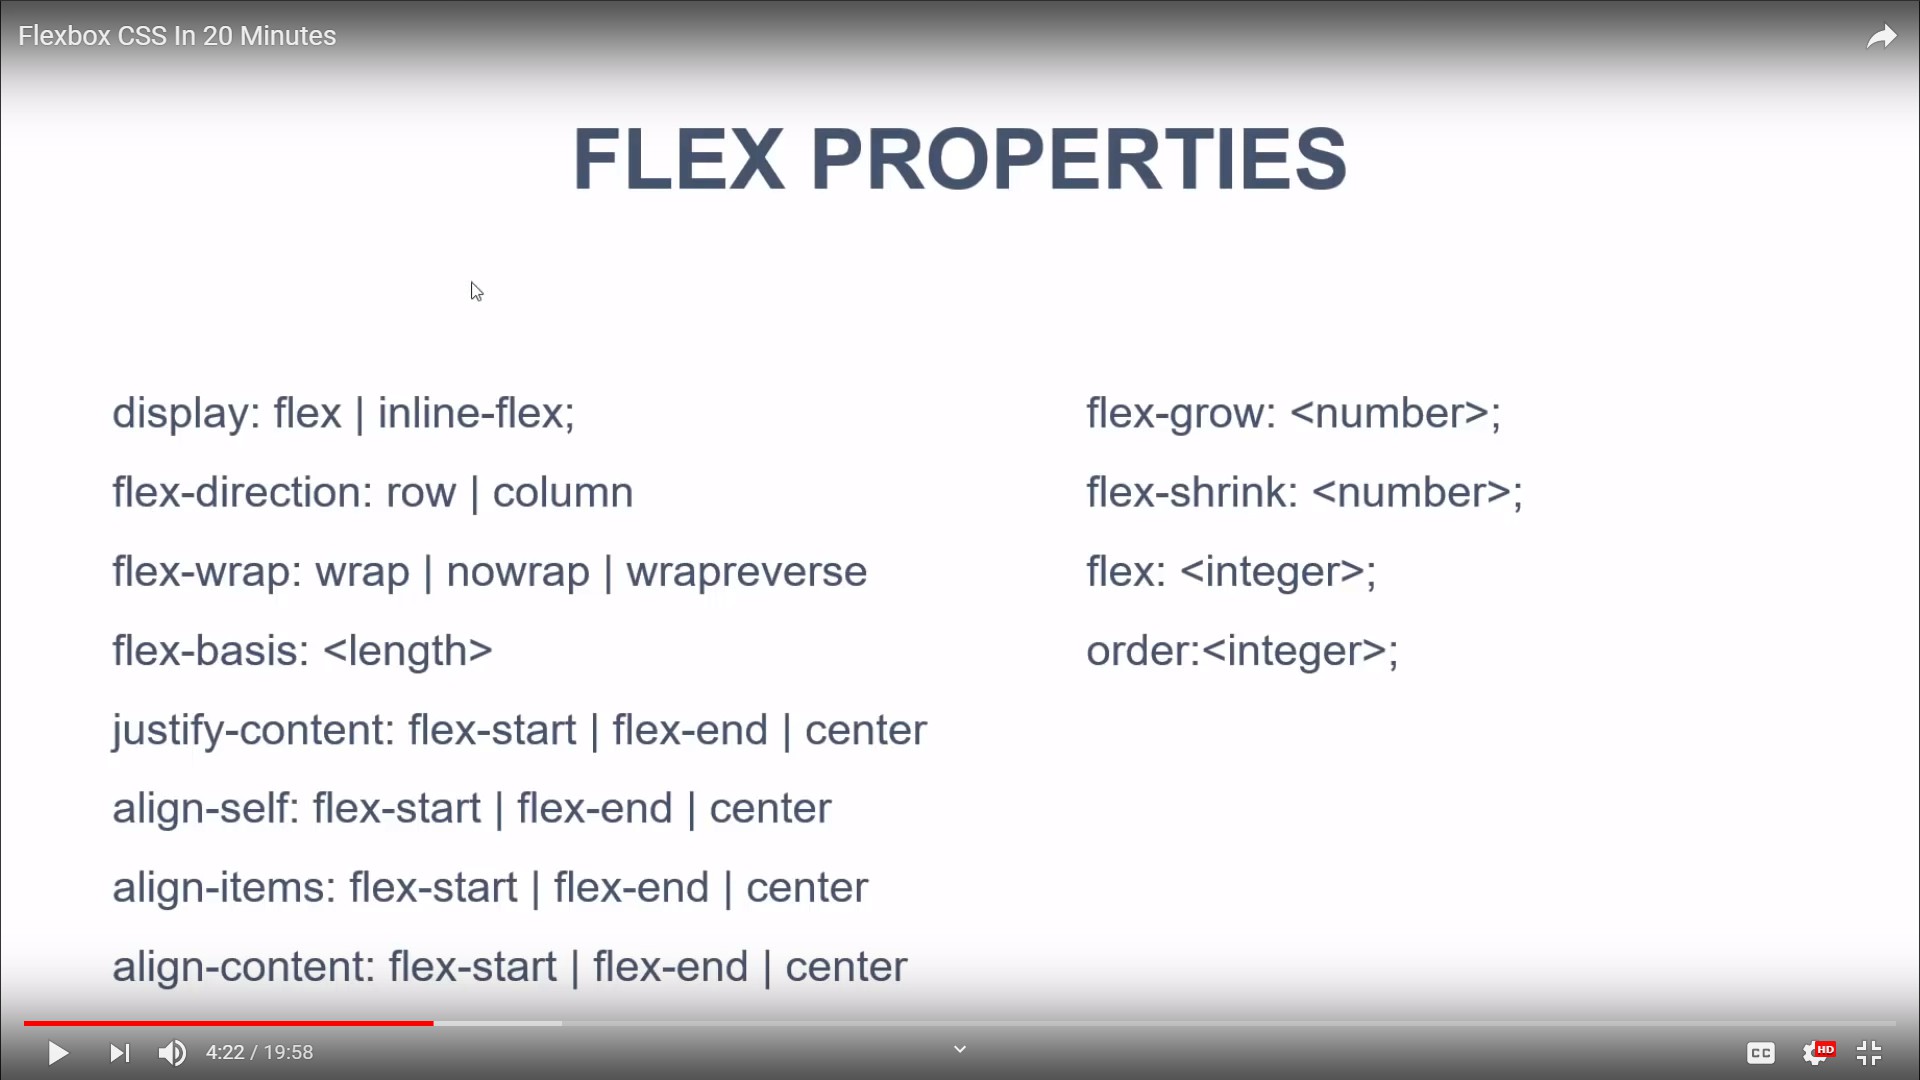 Flexbox CSS In 20 Minutes
FLEX PROPERTIES
display: flex | inline-flex;
flex-direction: row | column
flex-wrap: wrap | nowrap | wrapreverse
flex-basis: <length>
justify-content: flex-start | flex-end | center
align-self: flex-start | flex-end | center
align-items: flex-start | flex-end | center
align-content: flex-start | flex-end | center
flex-grow: <number>;
flex-shrink: <number>;
flex: <integer>;
order:<integer>;
4:22 / 19:58
CC
HD